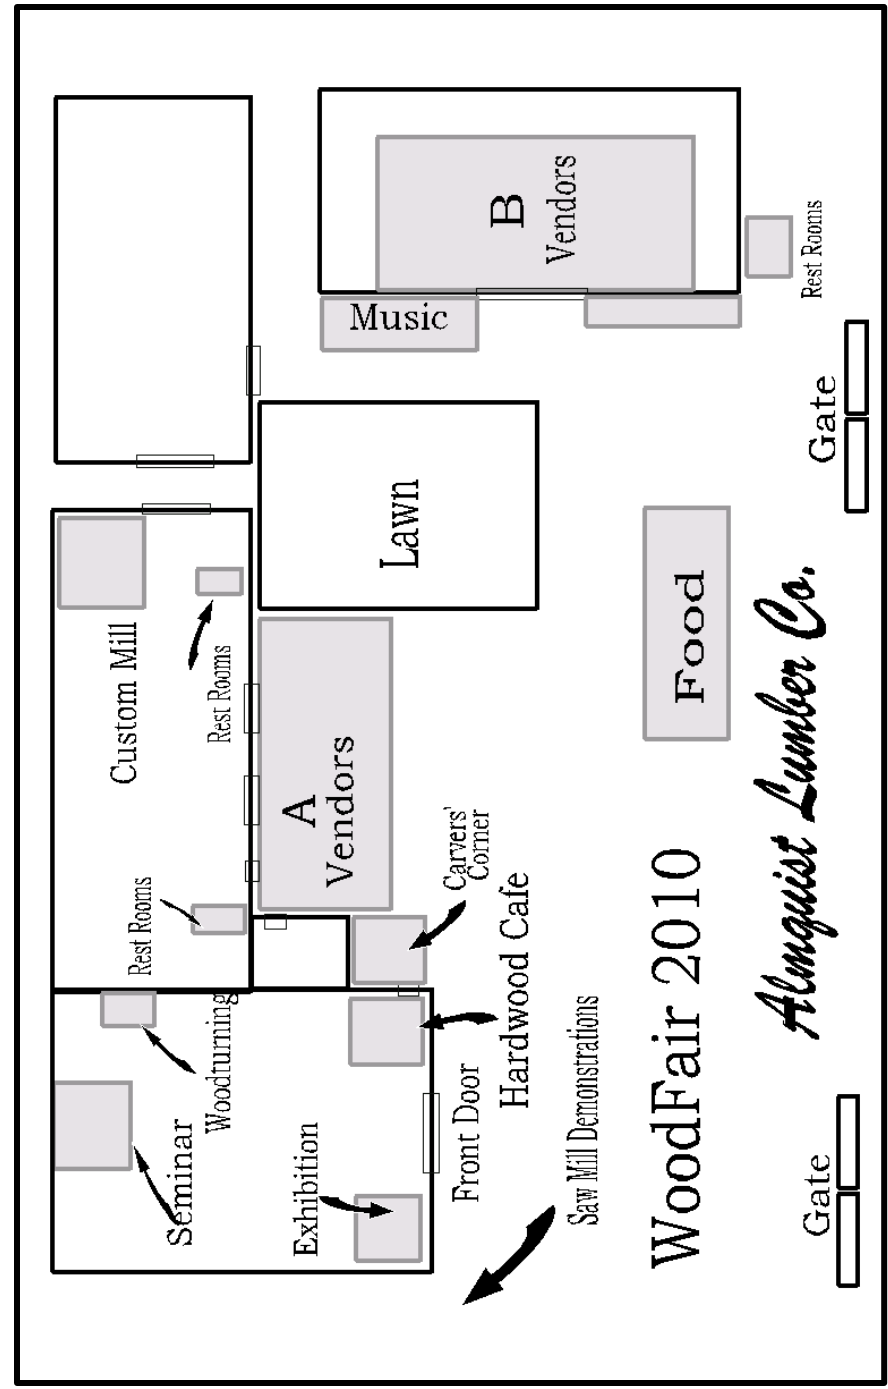 Seminar
Woodturning
Rest Rooms
Custom Mill
Rest Rooms
Exhibition
Front Door
Hardwood Cafe
Carvers'
Corner
A
Vendors
Lawn
Music
B
Vendors
Rest Rooms
Saw Mill Demonstrations
WoodFair 2010
Food
Gate
Almquist Lumber Co.
Gate